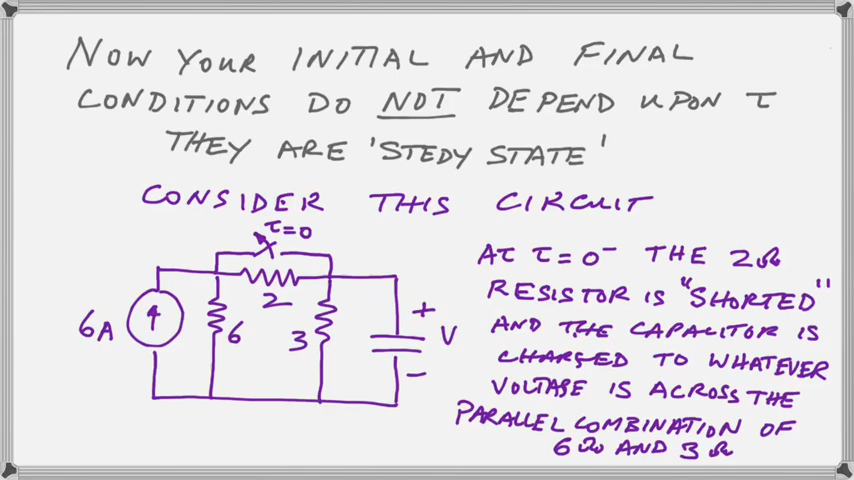 NOW YOUR INITIAL AND FINAL
CONDITIONS DO NOT DEPEND UPON τ
THEY ARE 'STEDY STATE'
CONSIDER THIS CIRCUIT
τ=0
2
6A
6
3
+
V
−
AT τ=0⁻ THE 2Ω
RESISTOR IS "SHORTED"
AND THE CAPACITOR IS
CHARGED TO WHATEVER
VOLTAGE IS ACROSS THE
PARALLEL COMBINATION OF
6Ω AND 3Ω